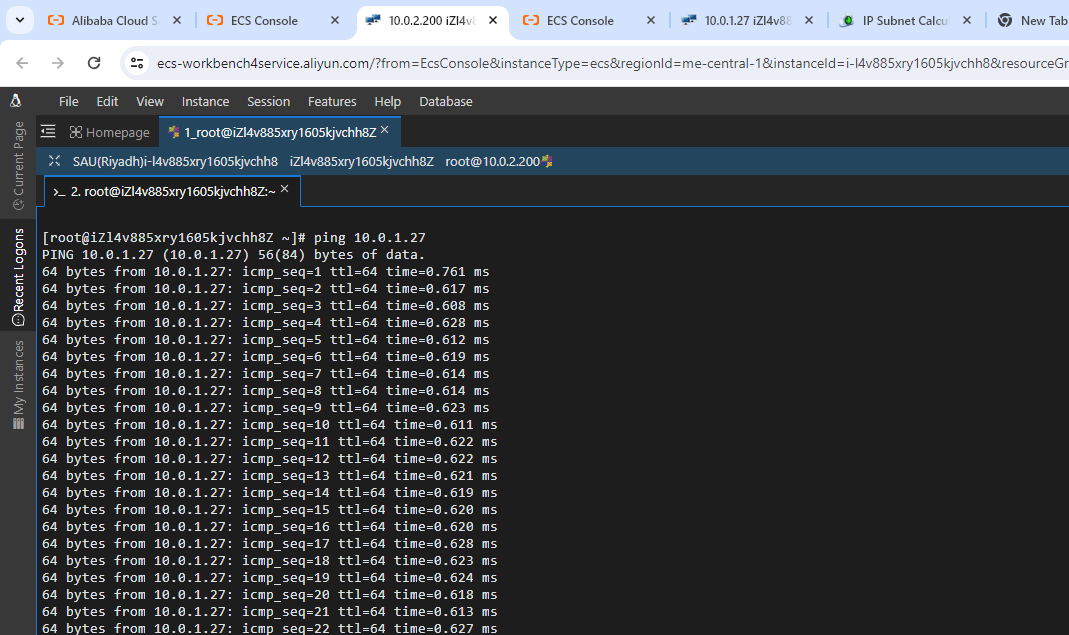 Alibaba Cloud S
ECS Console
10.0.2.200 iZl4v8
ECS Console
10.0.1.27 iZl4v88
IP Subnet Calcu
New Tab
ecs-workbench4service.aliyun.com/?from=EcsConsole&instanceType=ecs&regionId=me-central-1&instanceId=i-l4v885xry1605kjvchh8&resourceGr
File Edit View Instance Session Features Help Database
Homepage
1_root@iZl4v885xry1605kjvchh8Z
SAU(Riyadh)i-l4v885xry1605kjvchh8 iZl4v885xry1605kjvchh8Z root@10.0.2.200
>_ 2. root@iZl4v885xry1605kjvchh8Z:~
Current Page
Recent Logons
My Instances
[root@iZl4v885xry1605kjvchh8Z ~]# ping 10.0.1.27
PING 10.0.1.27 (10.0.1.27) 56(84) bytes of data.
64 bytes from 10.0.1.27: icmp_seq=1 ttl=64 time=0.761 ms
64 bytes from 10.0.1.27: icmp_seq=2 ttl=64 time=0.617 ms
64 bytes from 10.0.1.27: icmp_seq=3 ttl=64 time=0.608 ms
64 bytes from 10.0.1.27: icmp_seq=4 ttl=64 time=0.628 ms
64 bytes from 10.0.1.27: icmp_seq=5 ttl=64 time=0.612 ms
64 bytes from 10.0.1.27: icmp_seq=6 ttl=64 time=0.619 ms
64 bytes from 10.0.1.27: icmp_seq=7 ttl=64 time=0.614 ms
64 bytes from 10.0.1.27: icmp_seq=8 ttl=64 time=0.614 ms
64 bytes from 10.0.1.27: icmp_seq=9 ttl=64 time=0.623 ms
64 bytes from 10.0.1.27: icmp_seq=10 ttl=64 time=0.611 ms
64 bytes from 10.0.1.27: icmp_seq=11 ttl=64 time=0.622 ms
64 bytes from 10.0.1.27: icmp_seq=12 ttl=64 time=0.622 ms
64 bytes from 10.0.1.27: icmp_seq=13 ttl=64 time=0.621 ms
64 bytes from 10.0.1.27: icmp_seq=14 ttl=64 time=0.619 ms
64 bytes from 10.0.1.27: icmp_seq=15 ttl=64 time=0.620 ms
64 bytes from 10.0.1.27: icmp_seq=16 ttl=64 time=0.620 ms
64 bytes from 10.0.1.27: icmp_seq=17 ttl=64 time=0.628 ms
64 bytes from 10.0.1.27: icmp_seq=18 ttl=64 time=0.623 ms
64 bytes from 10.0.1.27: icmp_seq=19 ttl=64 time=0.624 ms
64 bytes from 10.0.1.27: icmp_seq=20 ttl=64 time=0.618 ms
64 bytes from 10.0.1.27: icmp_seq=21 ttl=64 time=0.613 ms
64 bytes from 10.0.1.27: icmp_seq=22 ttl=64 time=0.627 ms